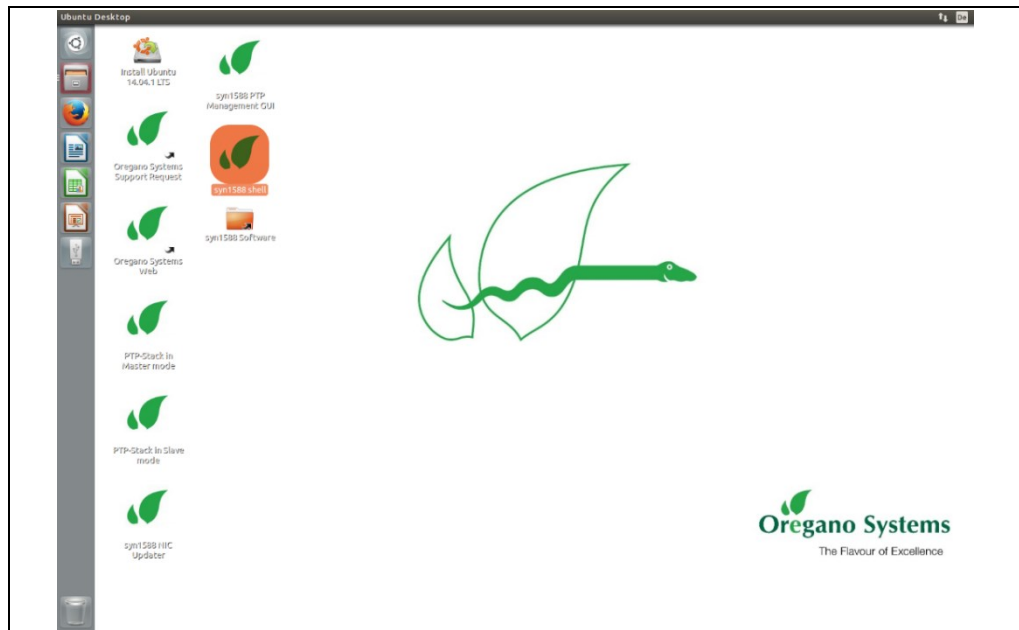 Ubuntu Desktop
De
Install Ubuntu
14.04.1 LTS
syn1588 PTP
Management GUI
Oregano Systems
Support Request
syn1588 shell
Oregano Systems
Web
syn1588 Software
PTP-Stack in
Master mode
PTP-Stack in Slave
mode
syn1588 NIC
Updater
Oregano Systems
The Flavour of Excellence